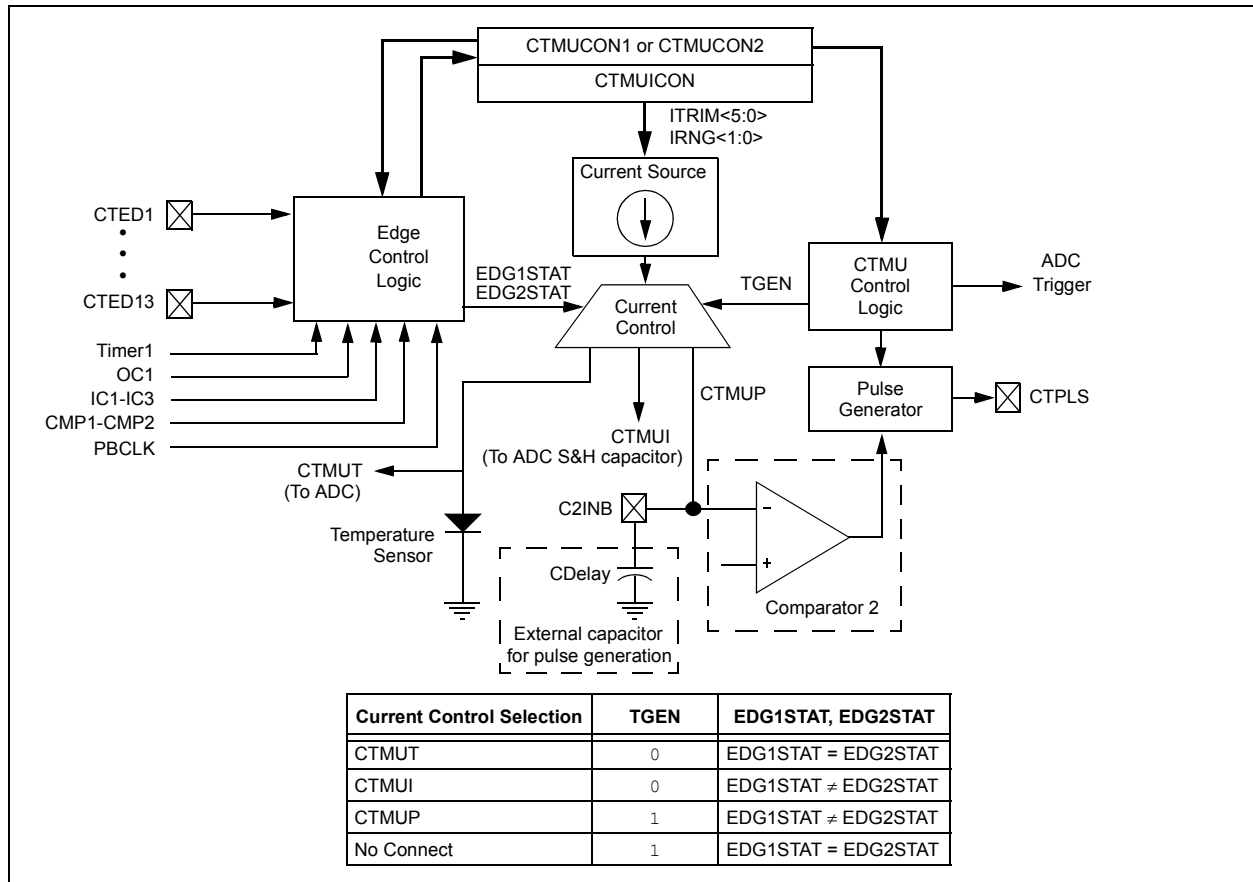 CTMUCON1 or CTMUCON2
CTMUICON
ITRIM<5:0>
IRNG<1:0>
Current Source
CTED1
Edge
Control
Logic
CTED13
EDG1STAT
EDG2STAT
Current
Control
TGEN
CTMU
Control
Logic
ADC
Trigger
Timer1
OC1
IC1-IC3
CMP1-CMP2
PBCLK
CTMUP
Pulse
Generator
CTPLS
CTMUI
(To ADC S&H capacitor)
CTMUT
(To ADC)
C2INB
Temperature
Sensor
CDelay
Comparator 2
External capacitor
for pulse generation
Current Control Selection TGEN EDG1STAT, EDG2STAT
CTMUT 0 EDG1STAT = EDG2STAT
CTMUI 0 EDG1STAT ≠ EDG2STAT
CTMUP 1 EDG1STAT ≠ EDG2STAT
No Connect 1 EDG1STAT = EDG2STAT